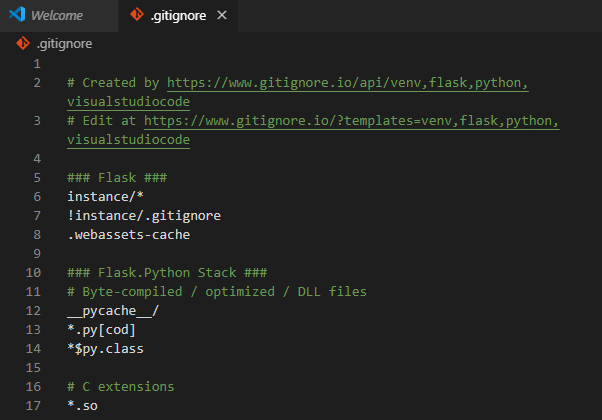 Welcome
.gitignore
.gitignore
1
2 # Created by https://www.gitignore.io/api/venv,flask,python,
visualstudiocode
3 # Edit at https://www.gitignore.io/?templates=venv,flask,python,
visualstudiocode
4
5 ### Flask ###
6 instance/*
7 !instance/.gitignore
8 .webassets-cache
9
10 ### Flask.Python Stack ###
11 # Byte-compiled / optimized / DLL files
12 __pycache__/
13 *.py[cod]
14 *$py.class
15
16 # C extensions
17 *.so